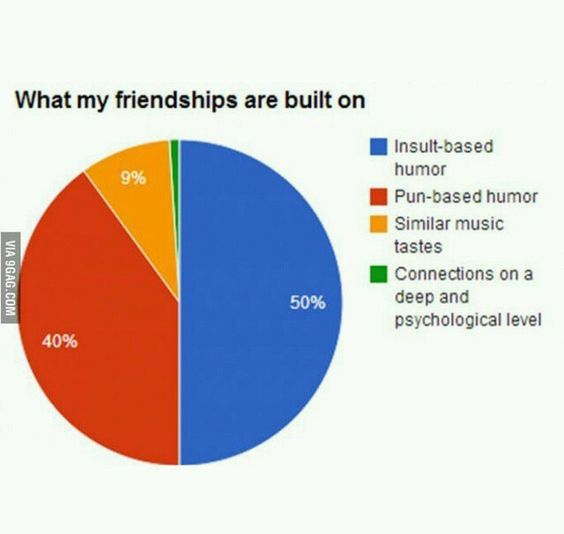 What my friendships are built on
Insult-based
humor
Pun-based humor
Similar music
tastes
Connections on a
deep and
psychological level
9%
50%
40%
VIA 9GAG.COM